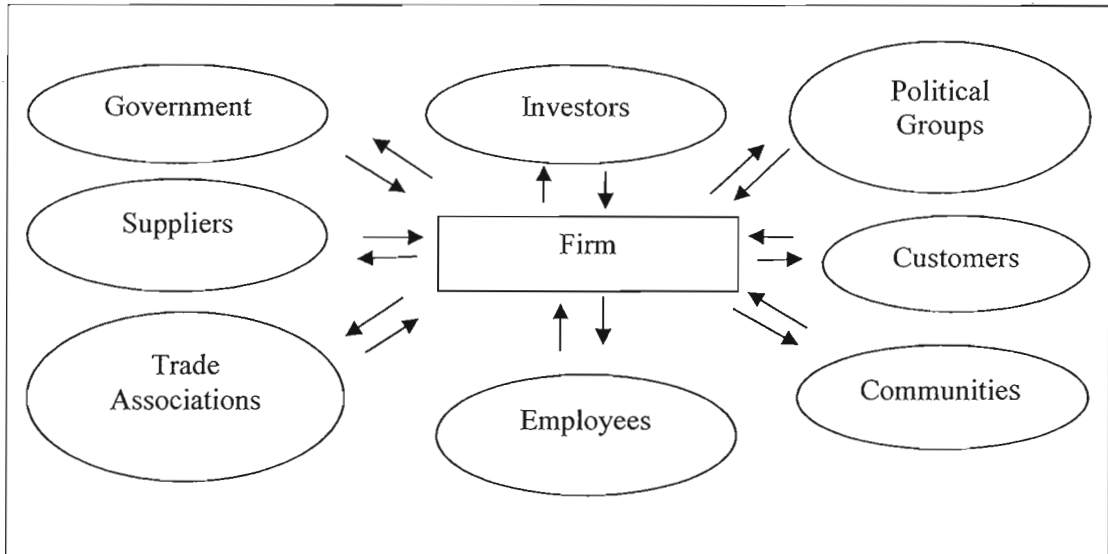 Government
Investors
Political
Groups
Suppliers
Firm
Customers
Trade
Associations
Employees
Communities